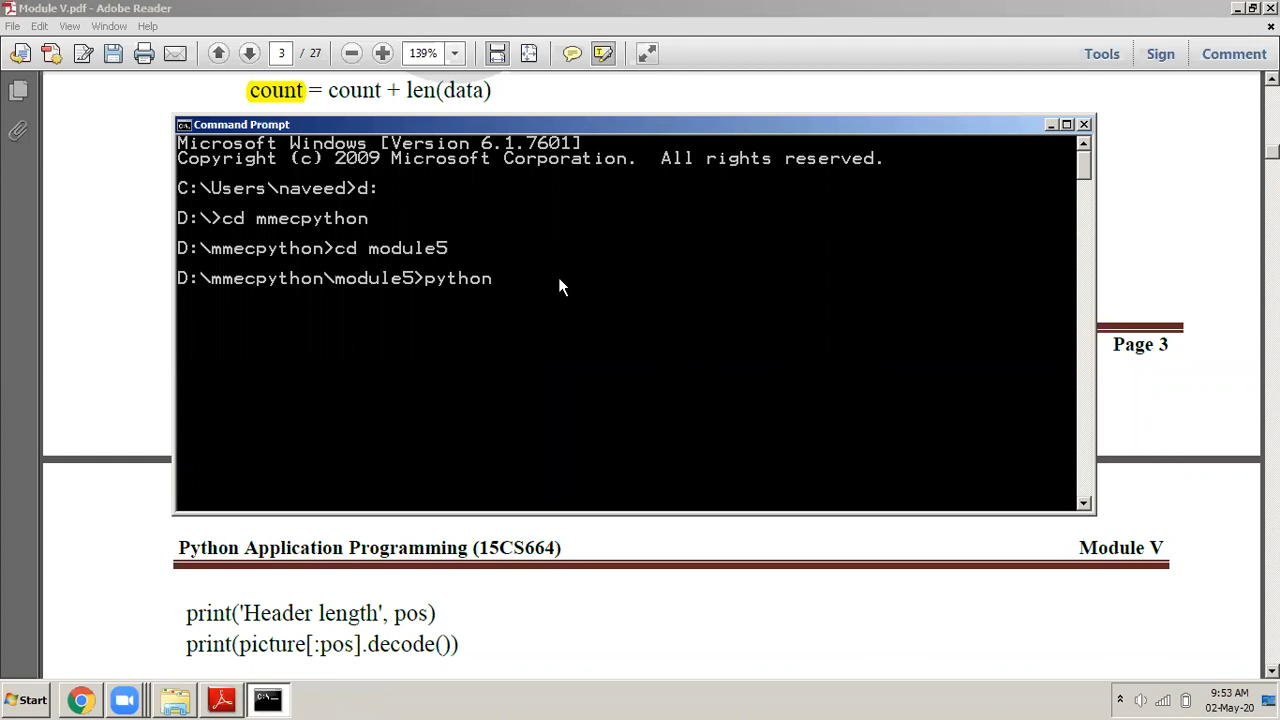 Module V.pdf - Adobe Reader
File Edit View Window Help
3 / 27 139% Tools Sign Comment
count = count + len(data)
Command Prompt
Microsoft Windows [Version 6.1.7601]
Copyright (c) 2009 Microsoft Corporation. All rights reserved.
C:\Users\naveed>d:
D:\>cd mmecpython
D:\mmecpython>cd module5
D:\mmecpython\module5>python
Page 3
Python Application Programming (15CS664) Module V
print('Header length', pos)
print(picture[:pos].decode())
Start C:\. 9:53 AM
02-May-20